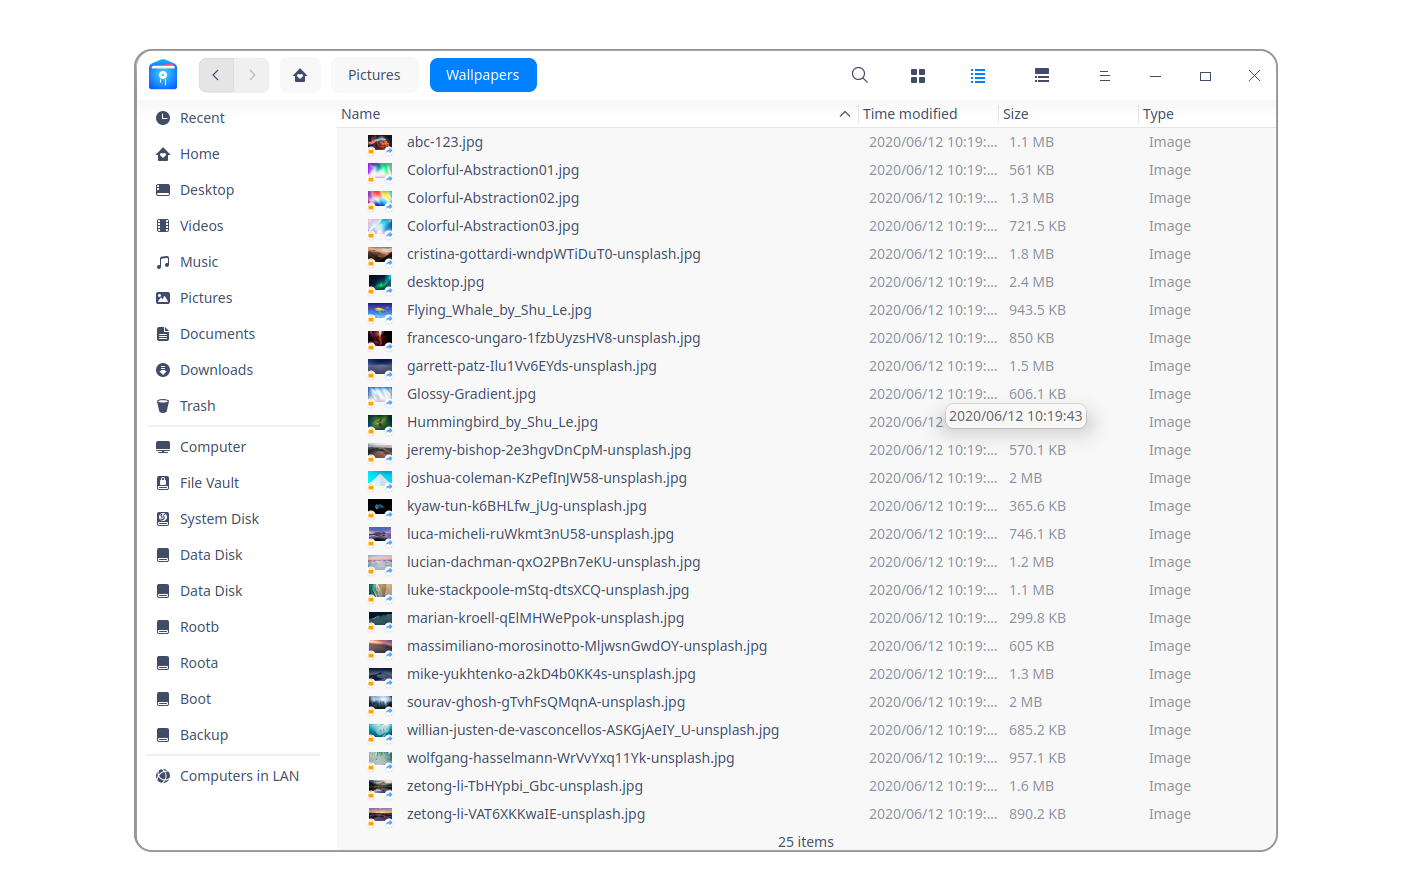 Pictures Wallpapers
Name Time modified Size Type
Recent
Home
Desktop
Videos
Music
Pictures
Documents
Downloads
Trash
Computer
File Vault
System Disk
Data Disk
Data Disk
Rootb
Roota
Boot
Backup
Computers in LAN
abc-123.jpg 2020/06/12 10:19:... 1.1 MB Image
Colorful-Abstraction01.jpg 2020/06/12 10:19:... 561 KB Image
Colorful-Abstraction02.jpg 2020/06/12 10:19:... 1.3 MB Image
Colorful-Abstraction03.jpg 2020/06/12 10:19:... 721.5 KB Image
cristina-gottardi-wndpWTiDuT0-unsplash.jpg 2020/06/12 10:19:... 1.8 MB Image
desktop.jpg 2020/06/12 10:19:... 2.4 MB Image
Flying_Whale_by_Shu_Le.jpg 2020/06/12 10:19:... 943.5 KB Image
francesco-ungaro-1fzbUyzsHV8-unsplash.jpg 2020/06/12 10:19:... 850 KB Image
garrett-patz-Ilu1Vv6EYds-unsplash.jpg 2020/06/12 10:19:... 1.5 MB Image
Glossy-Gradient.jpg 2020/06/12 10:19:... 606.1 KB Image
Hummingbird_by_Shu_Le.jpg 2020/06/12 Image
2020/06/12 10:19:43
jeremy-bishop-2e3hgvDnCpM-unsplash.jpg 2020/06/12 10:19:... 570.1 KB Image
joshua-coleman-KzPefInJW58-unsplash.jpg 2020/06/12 10:19:... 2 MB Image
kyaw-tun-k6BHLfw_jUg-unsplash.jpg 2020/06/12 10:19:... 365.6 KB Image
luca-micheli-ruWkmt3nU58-unsplash.jpg 2020/06/12 10:19:... 746.1 KB Image
lucian-dachman-qxO2PBn7eKU-unsplash.jpg 2020/06/12 10:19:... 1.2 MB Image
luke-stackpoole-mStq-dtsXCQ-unsplash.jpg 2020/06/12 10:19:... 1.1 MB Image
marian-kroell-qElMHWePpok-unsplash.jpg 2020/06/12 10:19:... 299.8 KB Image
massimiliano-morosinotto-MljwsnGwdOY-unsplash.jpg 2020/06/12 10:19:... 605 KB Image
mike-yukhtenko-a2kD4b0KK4s-unsplash.jpg 2020/06/12 10:19:... 1.3 MB Image
sourav-ghosh-gTvhFsQMqnA-unsplash.jpg 2020/06/12 10:19:... 2 MB Image
willian-justen-de-vasconcellos-ASKGjAeIY_U-unsplash.jpg 2020/06/12 10:19:... 685.2 KB Image
wolfgang-hasselmann-WrVvYxq11Yk-unsplash.jpg 2020/06/12 10:19:... 957.1 KB Image
zetong-li-TbHYpbi_Gbc-unsplash.jpg 2020/06/12 10:19:... 1.6 MB Image
zetong-li-VAT6XKKwaIE-unsplash.jpg 2020/06/12 10:19:... 890.2 KB Image
25 items